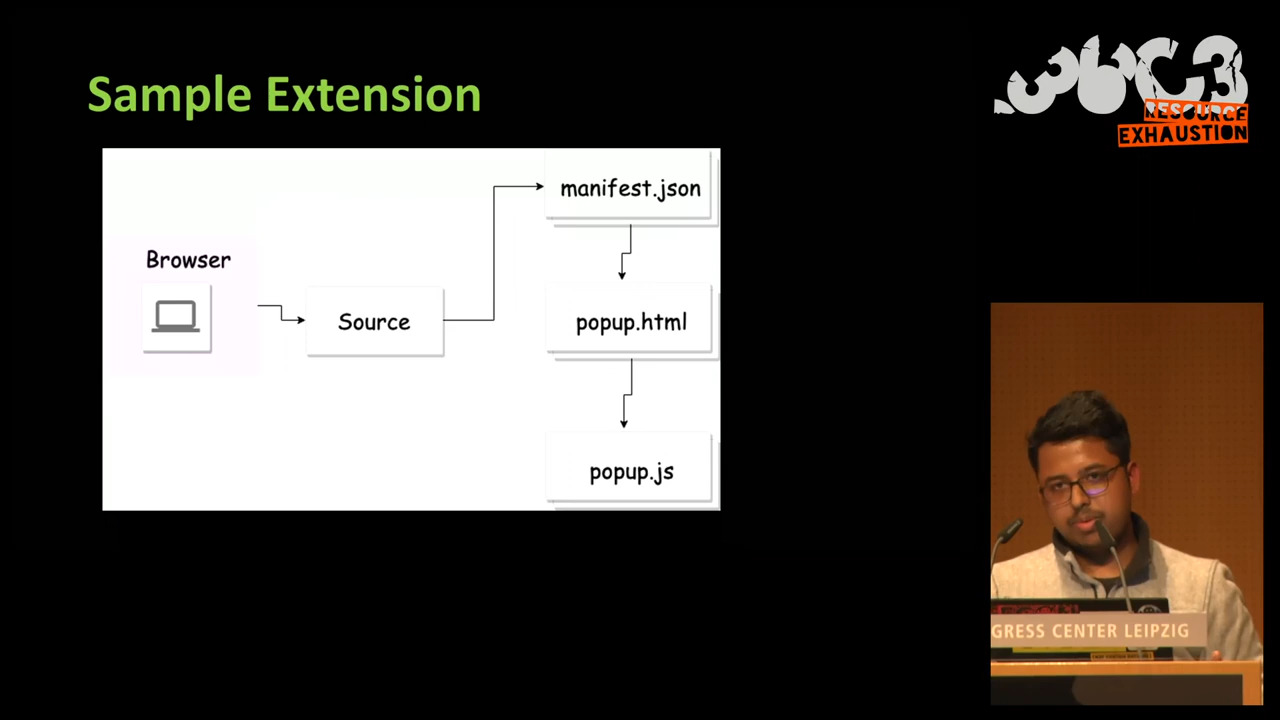 Sample Extension
36C3
RESOURCE
EXHAUSTION
manifest.json
Browser
Source
popup.html
popup.js
GRESS CENTER LEIPZIG